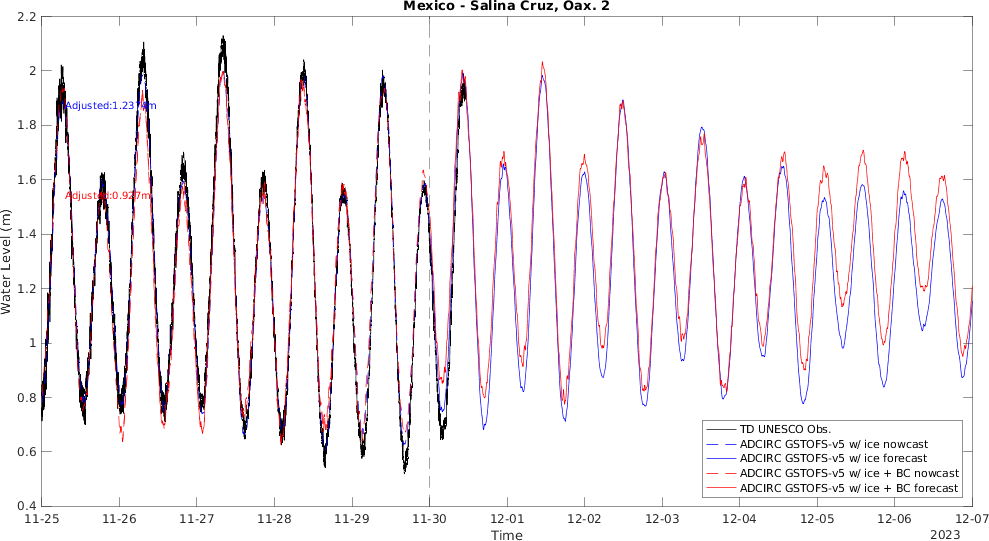 Mexico - Salina Cruz, Oax. 2
2.2
2
1.8
1.6
1.4
1.2
1
0.8
0.6
0.4
Water Level (m)
Adjusted:1.237m
Adjusted:0.927m
TD UNESCO Obs.
ADCIRC GSTOFS-v5 w/ ice nowcast
ADCIRC GSTOFS-v5 w/ ice forecast
ADCIRC GSTOFS-v5 w/ ice + BC nowcast
ADCIRC GSTOFS-v5 w/ ice + BC forecast
11-25 11-26 11-27 11-28 11-29 11-30 12-01 12-02 12-03 12-04 12-05 12-06 12-07
Time
2023